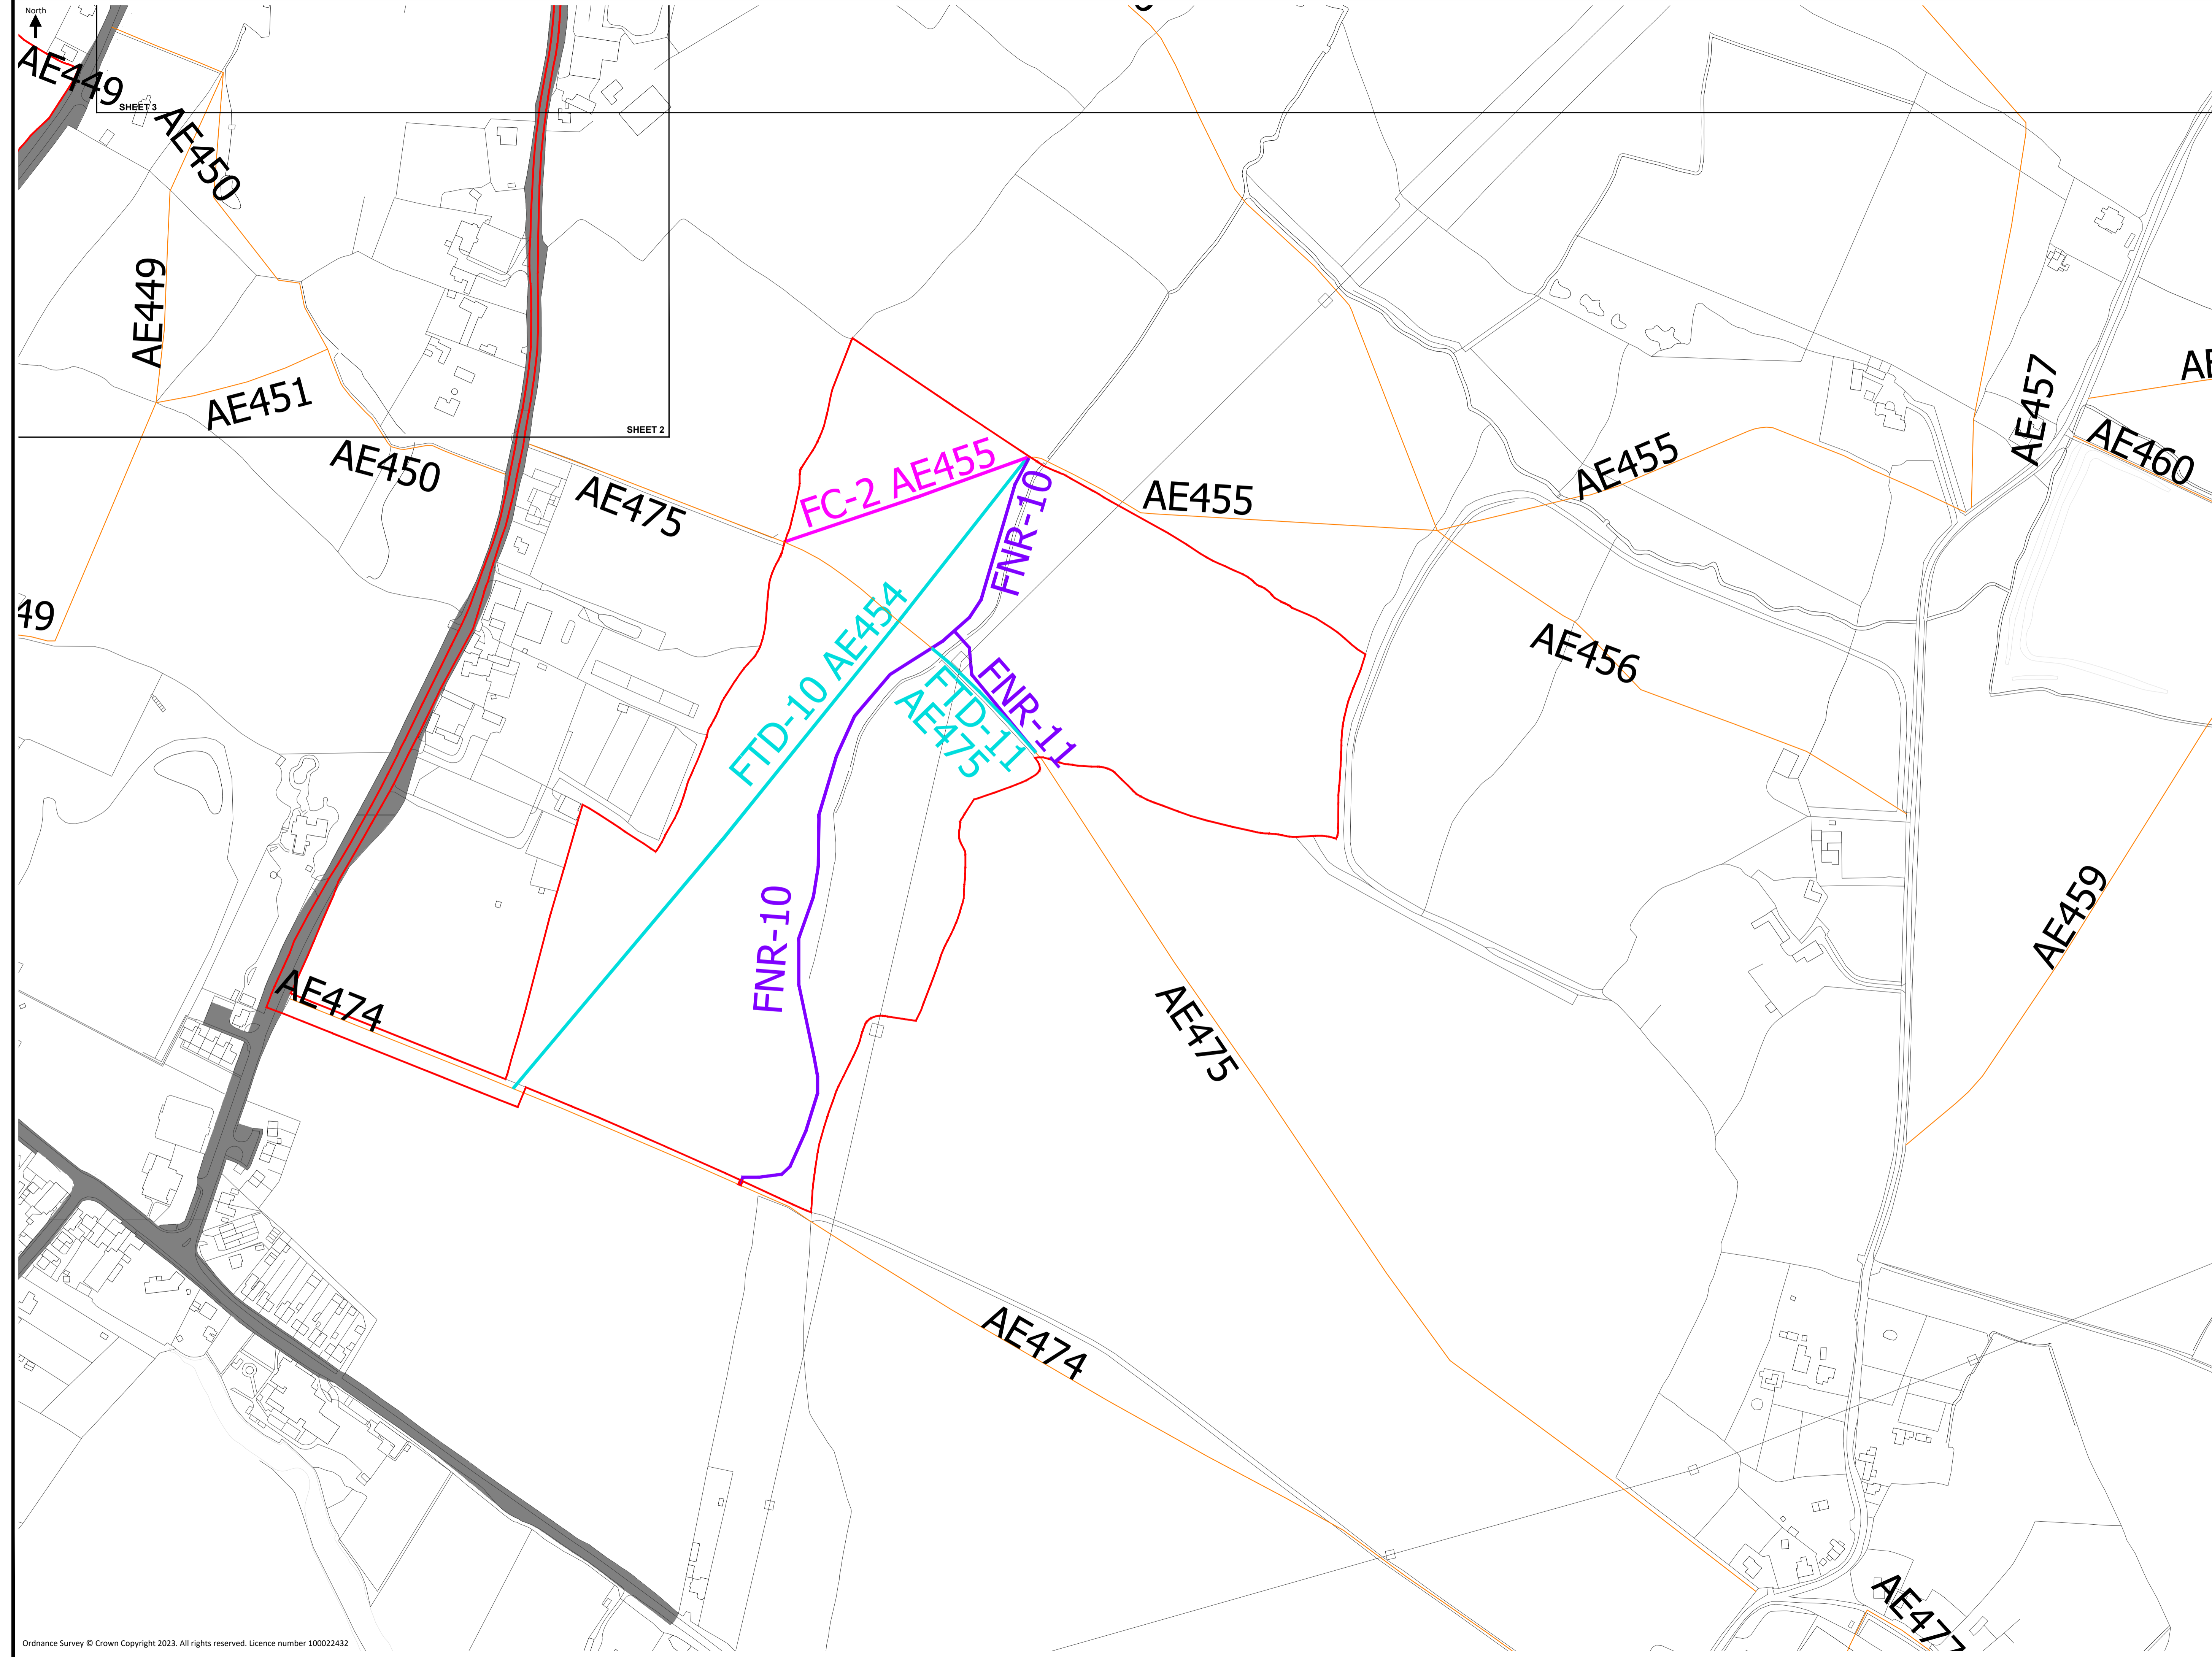 North
AE449
SHEET 3
AE450
AE449
AE451
AE450
SHEET 2
AE475
FC-2 AE455
FNR-10
AE455
AE455
AE457
AE460
AE
49
FTD-10 AE454
FTD-11
AE475
FNR-11
AE456
FNR-10
AE459
AE474
AE475
AE474
AE477
Ordnance Survey © Crown Copyright 2023. All rights reserved. Licence number 100022432